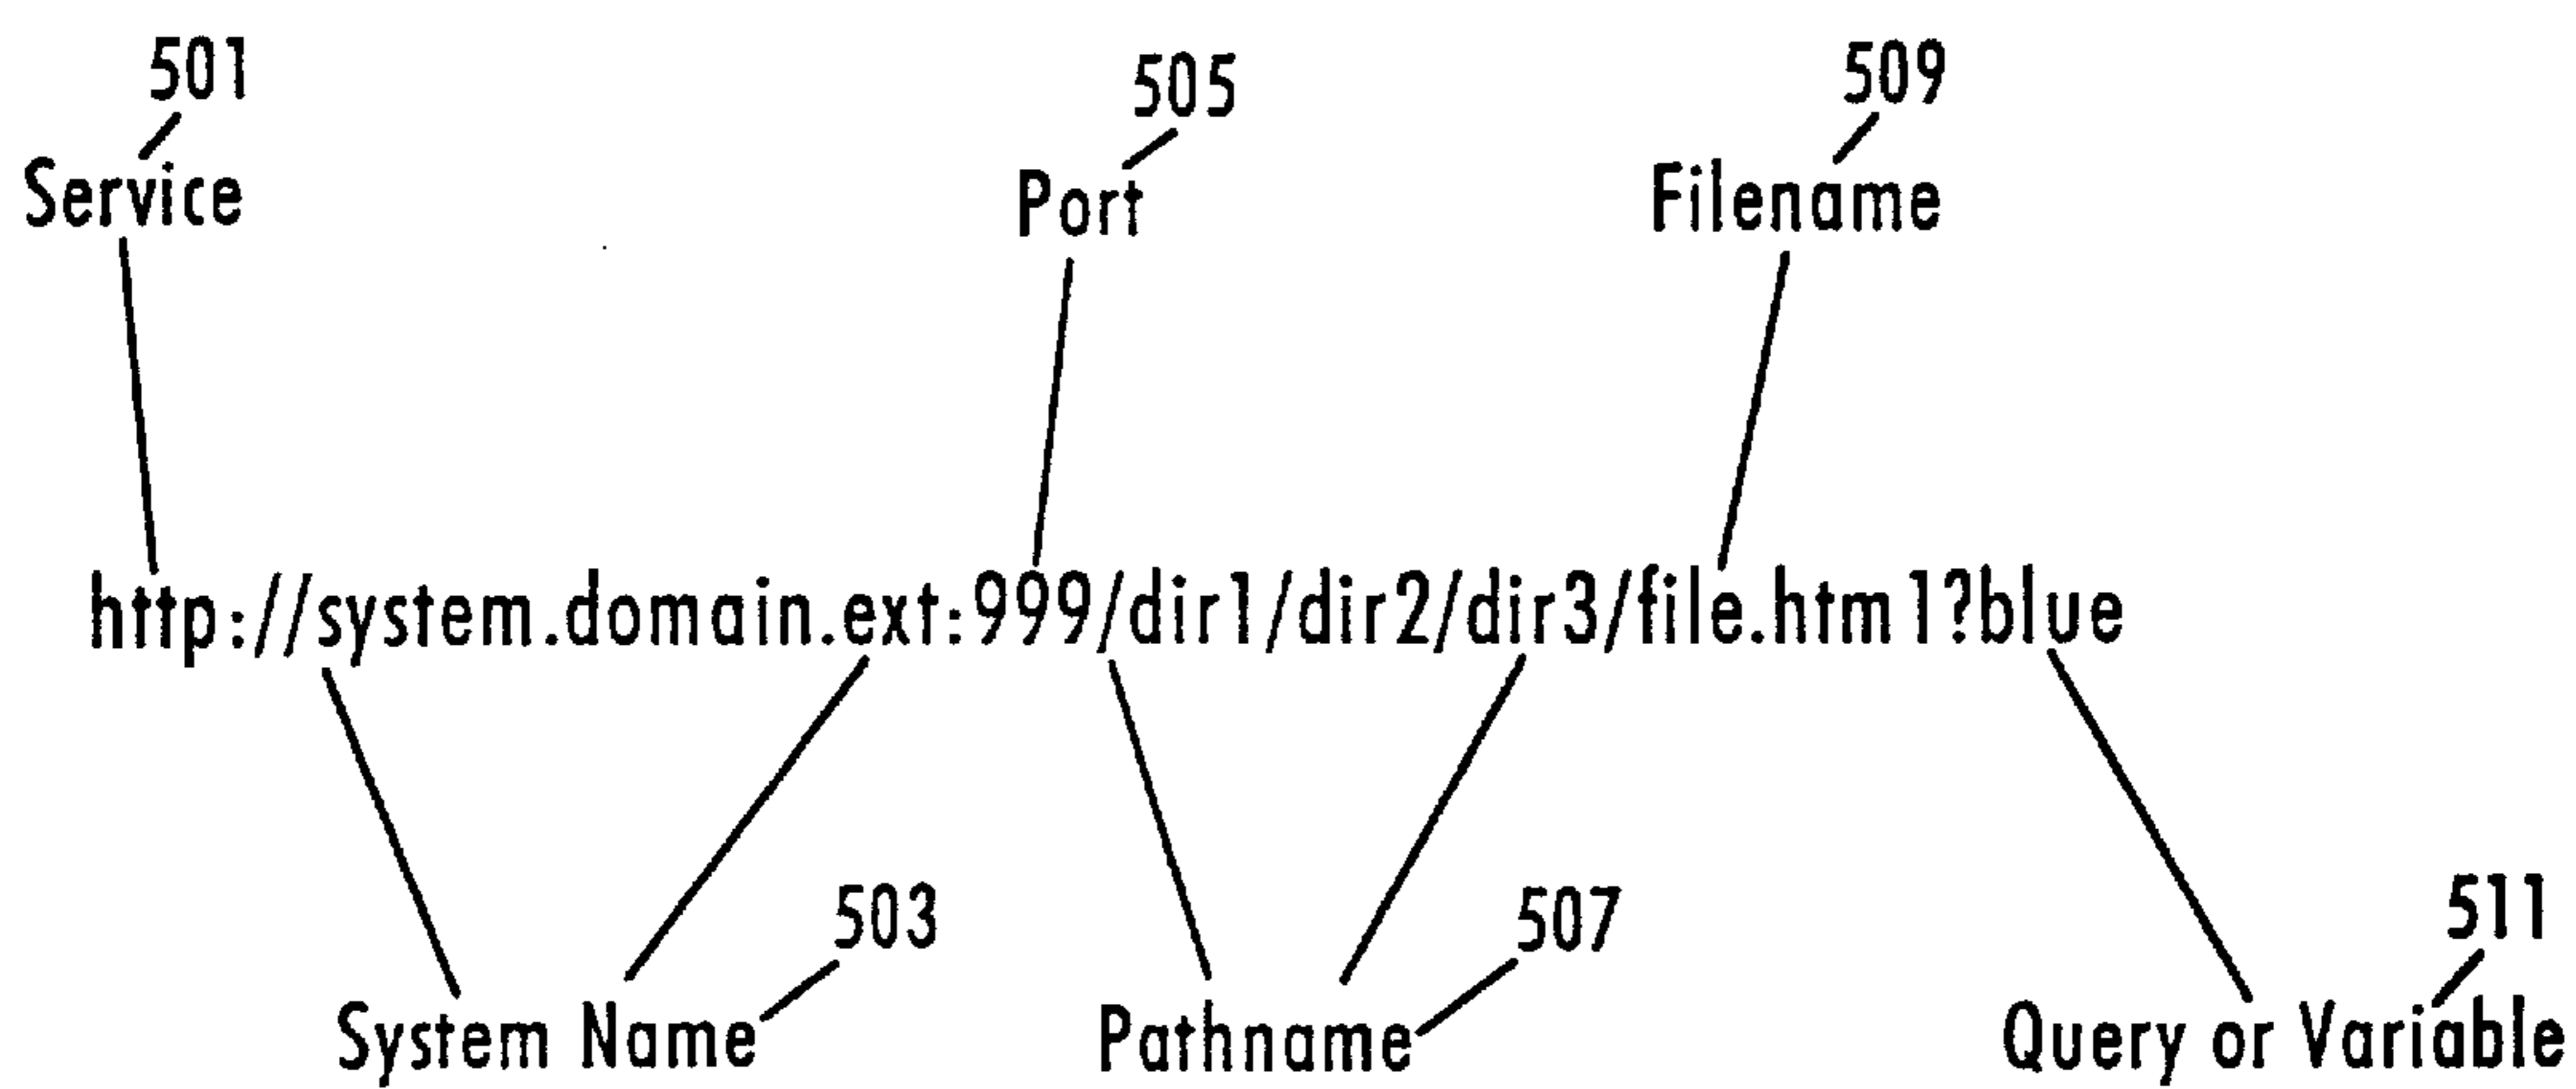 501
505
509
Service
Port
Filename
http://system.domain.ext:999/dir1/dir2/dir3/file.htm1?blue
503
507
511
System Name
Pathname
Query or Variable